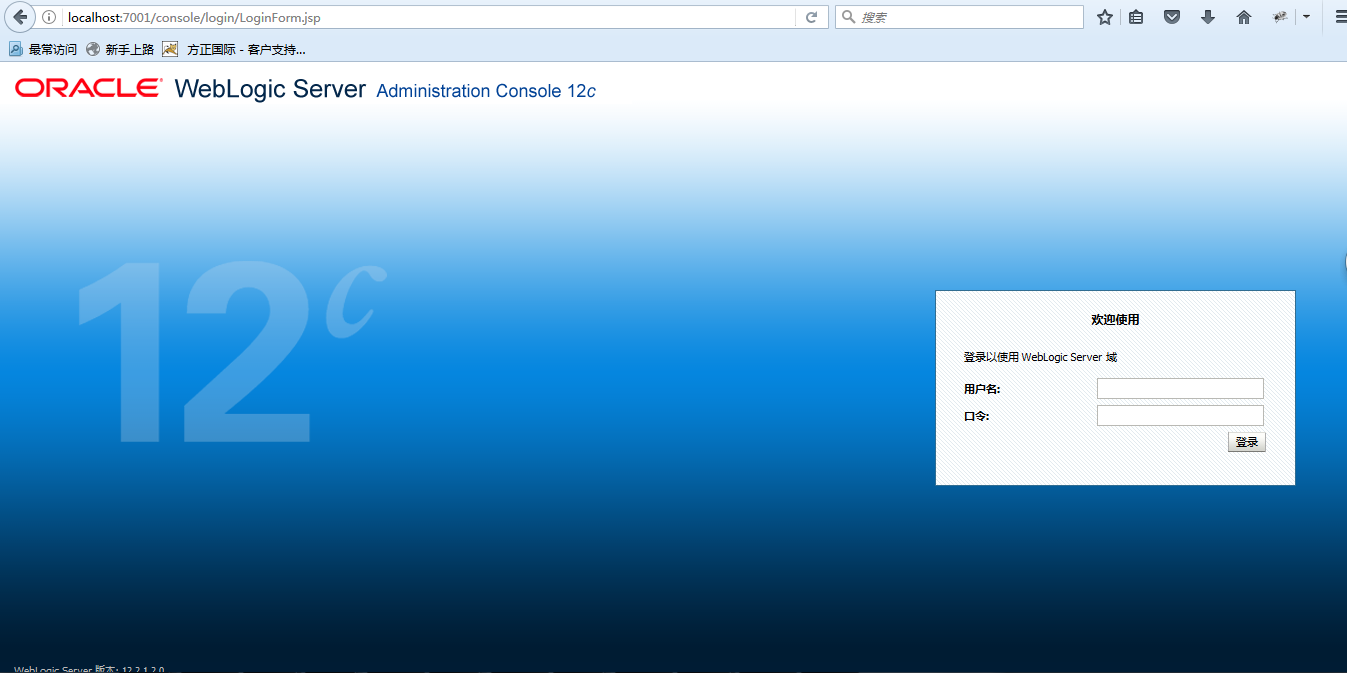 localhost:7001/console/login/LoginForm.jsp
搜索
最常访问 新手上路 方正国际 - 客户支持...
ORACLE WebLogic Server Administration Console 12c
12c
欢迎使用
登录以使用 WebLogic Server 域
用户名:
口令:
登录
WebLogic Server 版本: 12.2.1.2.0